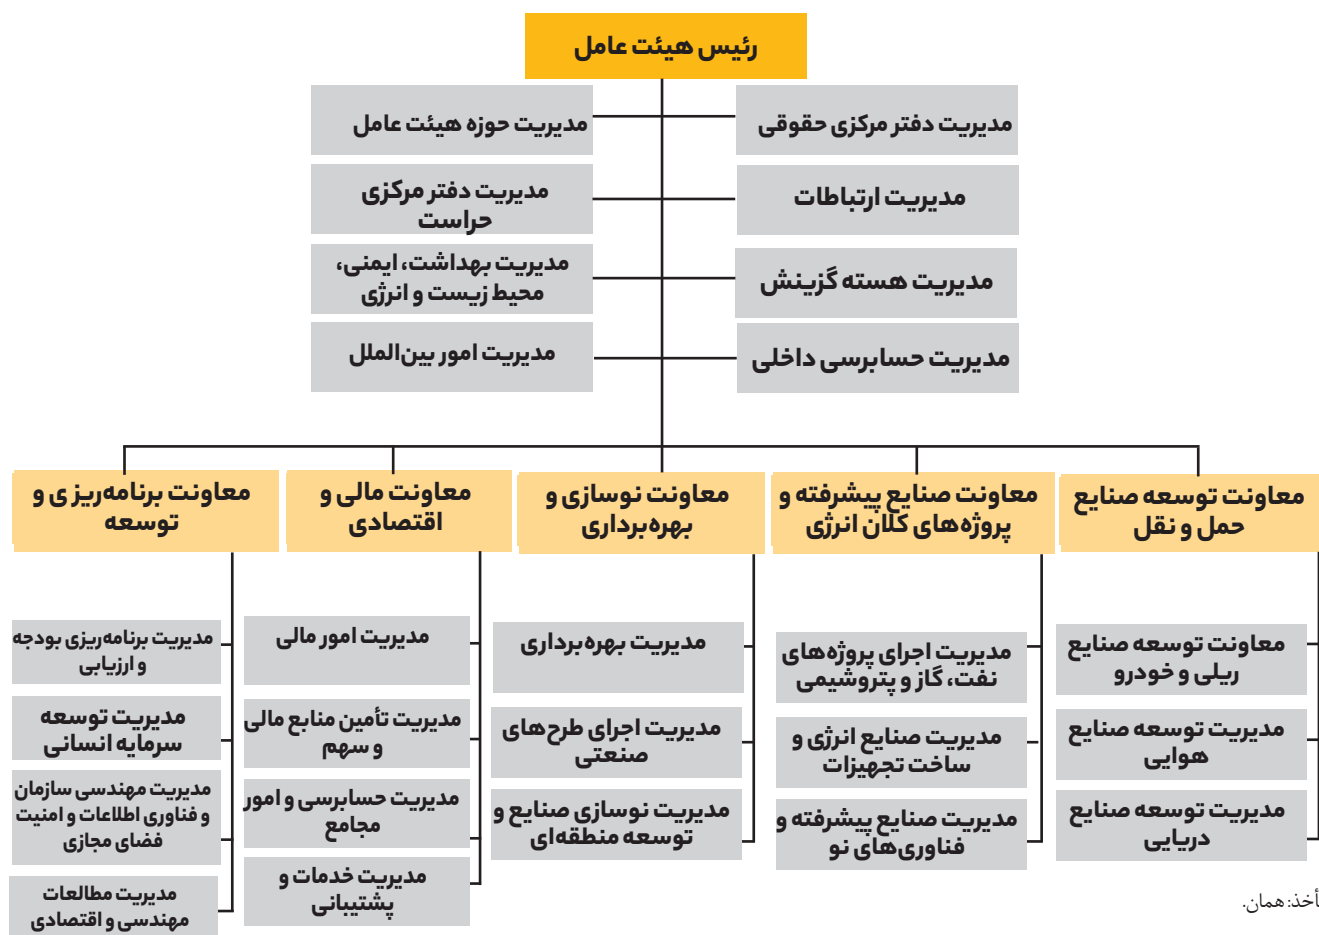 رئیس هیئت عامل
مدیریت دفتر مرکزی حقوقی
مدیریت حوزه هیئت عامل
مدیریت ارتباطات
مدیریت دفتر مرکزی
حراست
مدیریت هسته گزینش
مدیریت بهداشت، ایمنی،
محیط زیست و انرژی
مدیریت حسابرسی داخلی
مدیریت امور بین‌الملل
معاونت توسعه صنایع
حمل و نقل
معاونت صنایع پیشرفته و
پروژه‌های کلان انرژی
معاونت نوسازی و
بهره‌برداری
معاونت مالی و
اقتصادی
معاونت برنامه‌ریزی و
توسعه
معاونت توسعه صنایع
ریلی و خودرو
مدیریت توسعه صنایع
هوایی
مدیریت توسعه صنایع
دریایی
مدیریت اجرای پروژه‌های
نفت، گاز و پتروشیمی
مدیریت صنایع انرژی و
ساخت تجهیزات
مدیریت صنایع پیشرفته و
فناوری‌های نو
مدیریت بهره‌برداری
مدیریت اجرای طرح‌های
صنعتی
مدیریت نوسازی صنایع و
توسعه منطقه‌ای
مدیریت امور مالی
مدیریت تأمین منابع مالی
و سهم
مدیریت حسابرسی و امور
مجامع
مدیریت خدمات و
پشتیبانی
مدیریت برنامه‌ریزی بودجه
و ارزیابی
مدیریت توسعه
سرمایه انسانی
مدیریت مهندسی سازمان
و فناوری اطلاعات و امنیت
فضای مجازی
مدیریت مطالعات
مهندسی و اقتصادی
أخذ: همان.